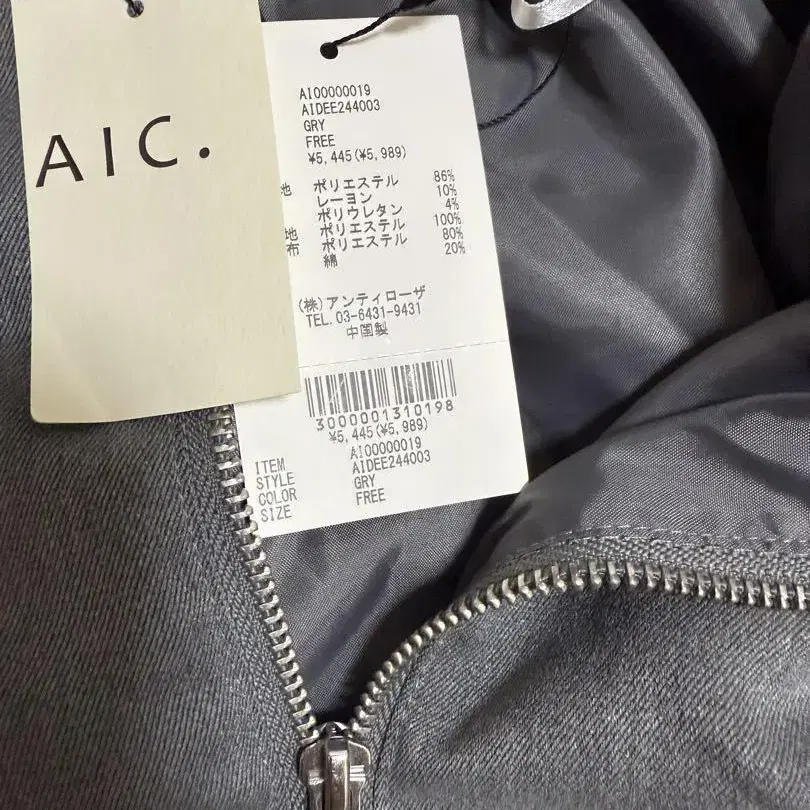 AIC.
AI00000019
AIDEE244003
GRY
FREE
¥5,445(¥5,989)
地 ポリエステル 86%
レーヨン 10%
ポリウレタン 4%
地 ポリエステル 100%
布 ポリエステル 80%
綿 20%
(株)アンティローザ
TEL.03-6431-9431
中国製
3000001310198
¥5,445(¥5,989)
ITEM AI00000019
STYLE AIDEE244003
COLOR GRY
SIZE FREE